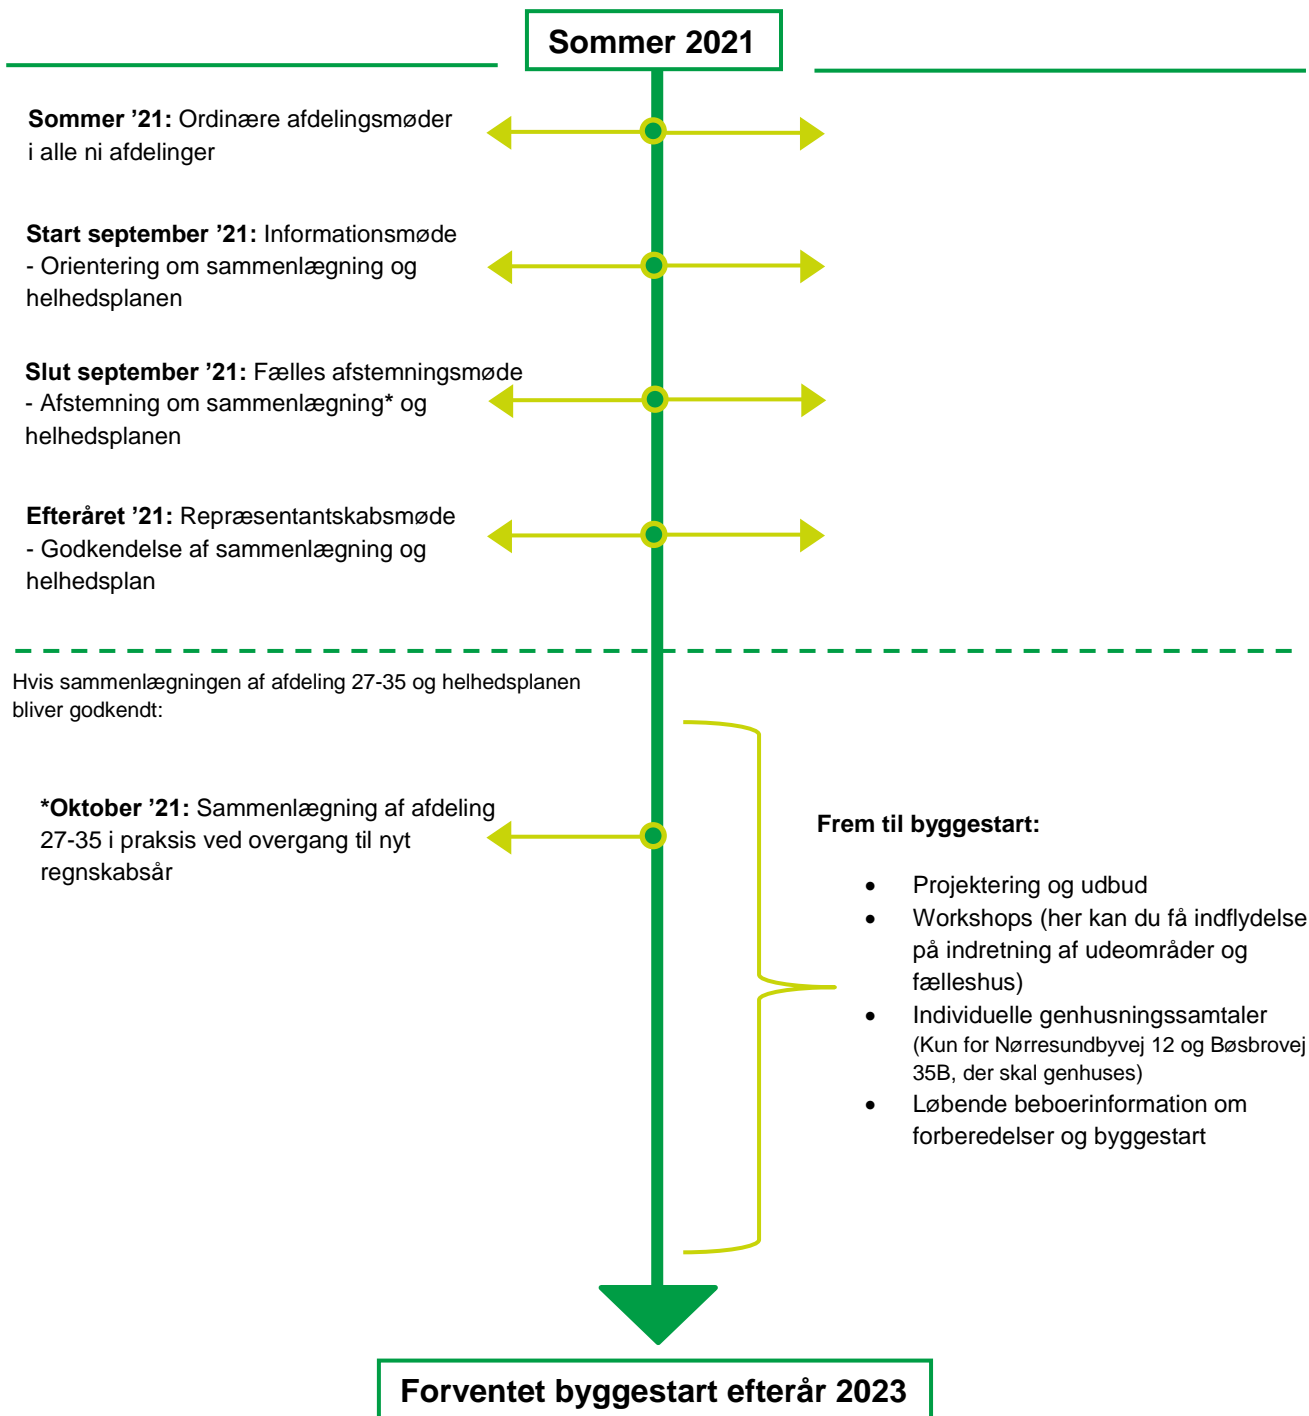 Sommer 2021
Sommer ’21: Ordinære afdelingsmøder
i alle ni afdelinger
Start september ’21: Informationsmøde
- Orientering om sammenlægning og
helhedsplanen
Slut september ’21: Fælles afstemningsmøde
- Afstemning om sammenlægning* og
helhedsplanen
Efteråret ’21: Repræsentantskabsmøde
- Godkendelse af sammenlægning og
helhedsplan
Hvis sammenlægningen af afdeling 27-35 og helhedsplanen
bliver godkendt:
*Oktober ’21: Sammenlægning af afdeling
27-35 i praksis ved overgang til nyt
regnskabsår
Frem til byggestart:
• Projektering og udbud
• Workshops (her kan du få indflydelse
på indretning af udeområder og
fælleshus)
• Individuelle genhusningssamtaler
(Kun for Nørresundbyvej 12 og Bøsbrovej
35B, der skal genhuses)
• Løbende beboerinformation om
forberedelser og byggestart
Forventet byggestart efterår 2023